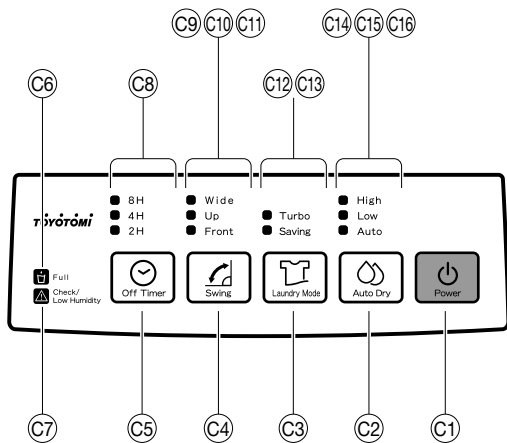 C9 C10 C11 C14 C15 C16
C6 C8 C12 C13
8H Wide High
4H Up Turbo Low
2H Front Saving Auto
TOYOTOMI
Full
Check/
Low Humidity
Off Timer Swing Laundry Mode Auto Dry Power
C7 C5 C4 C3 C2 C1